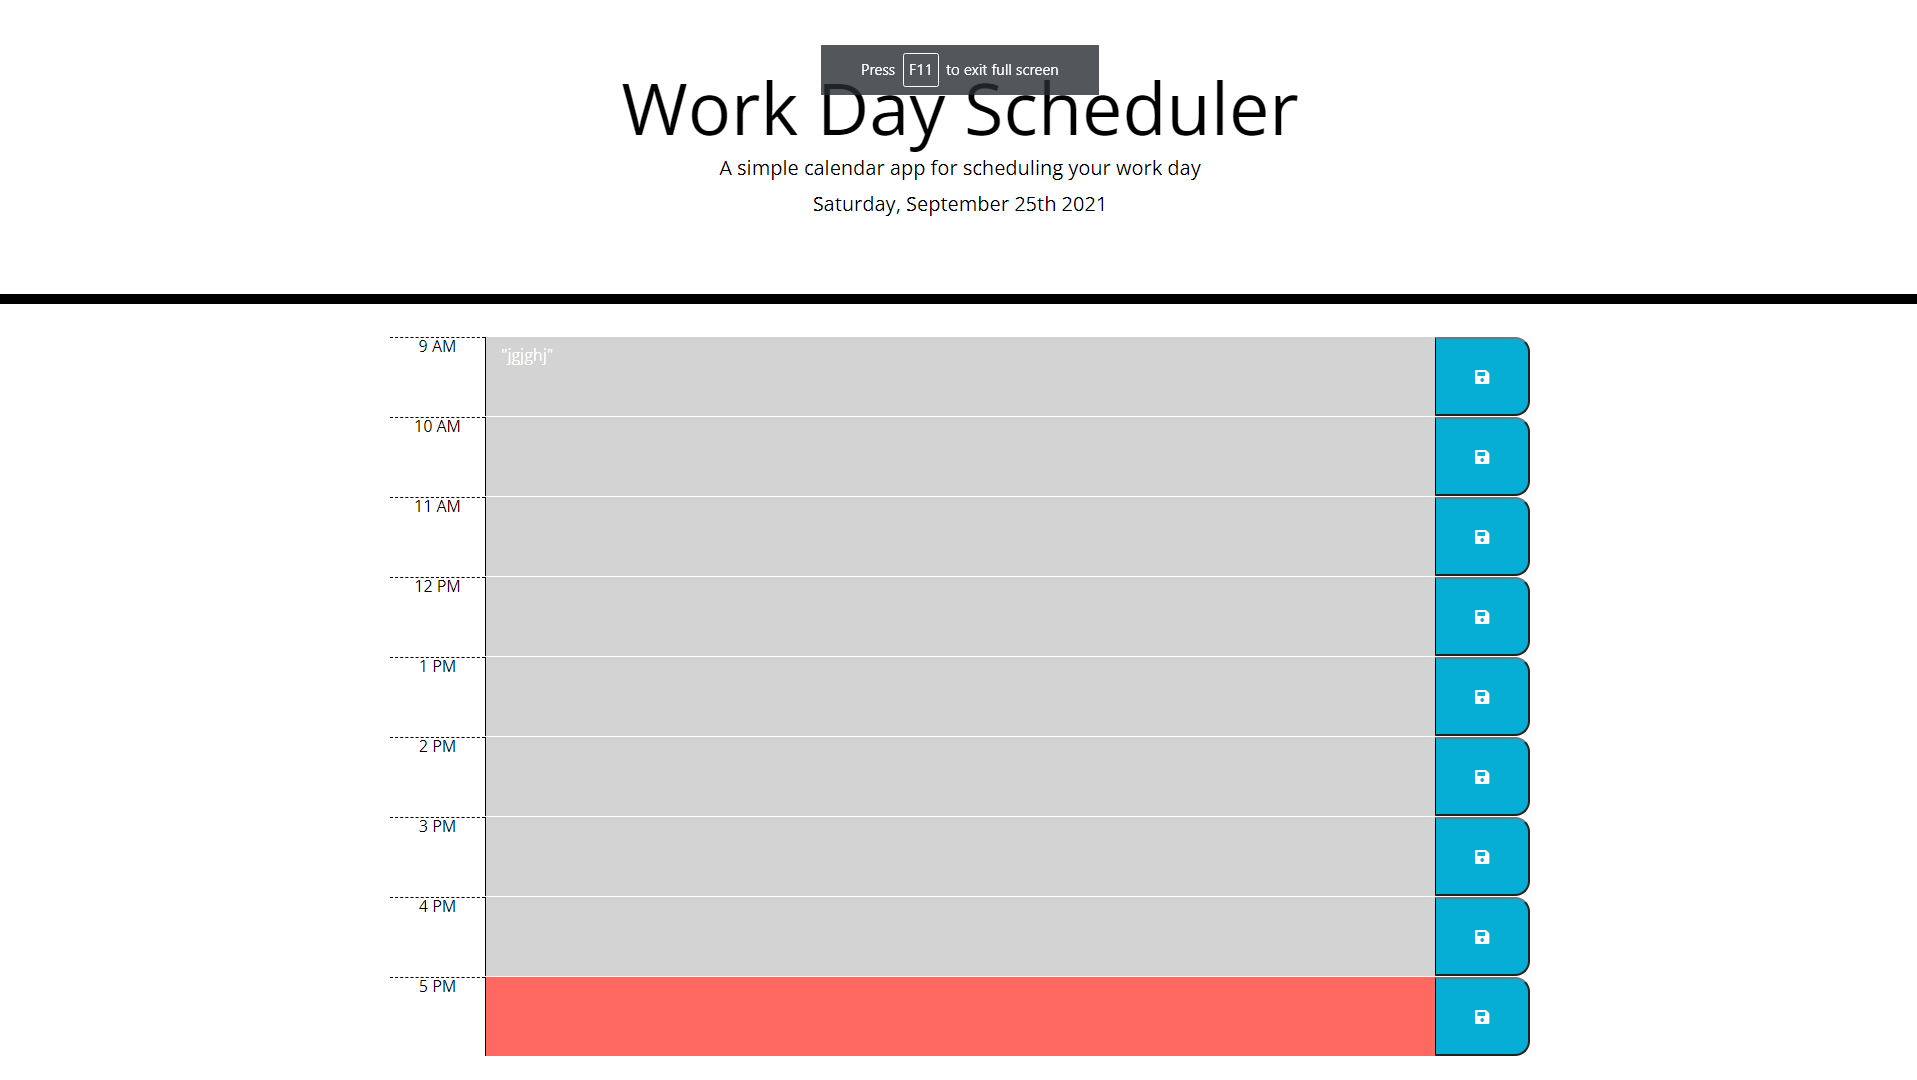 Press F11 to exit full screen
Work Day Scheduler
A simple calendar app for scheduling your work day
Saturday, September 25th 2021
9 AM
"jgjghj"
10 AM
11 AM
12 PM
1 PM
2 PM
3 PM
4 PM
5 PM